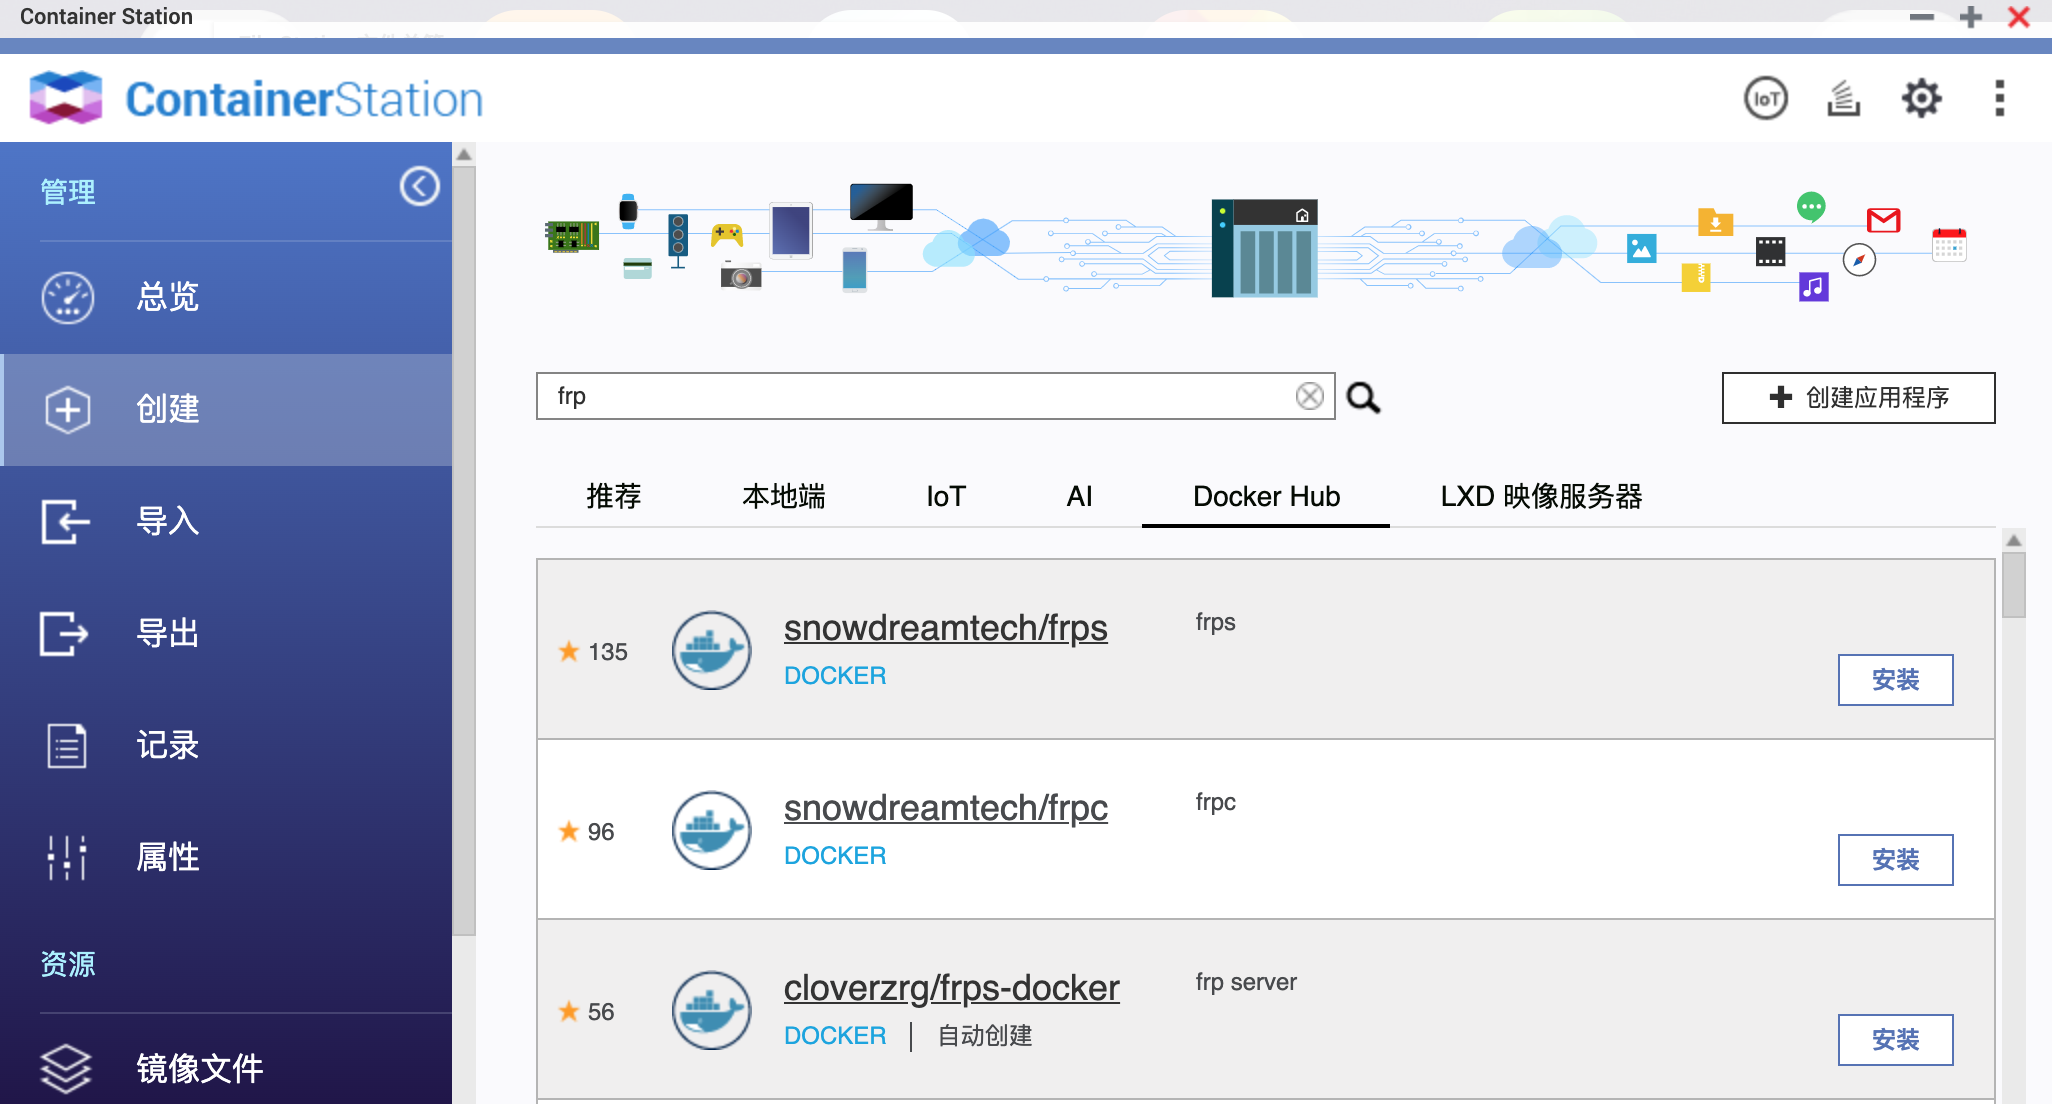 Container Station
ContainerStation
IoT
管理
总览
创建
导入
导出
记录
属性
资源
镜像文件
frp
创建应用程序
推荐
本地端
IoT
AI
Docker Hub
LXD 映像服务器
135
snowdreamtech/frps
frps
DOCKER
安装
96
snowdreamtech/frpc
frpc
DOCKER
安装
56
cloverzrg/frps-docker
frp server
DOCKER
自动创建
安装